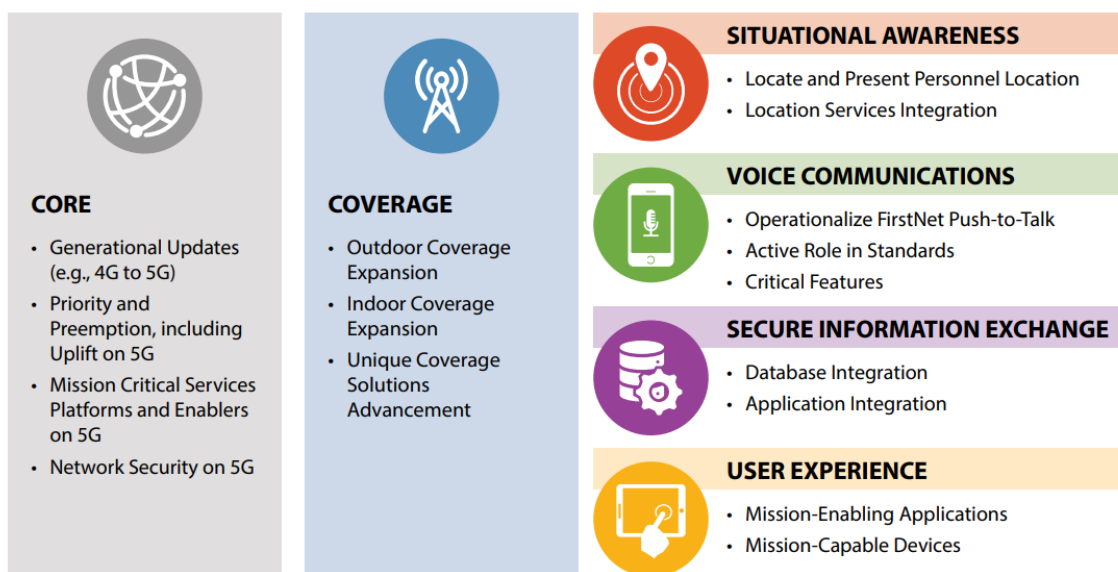 CORE
• Generational Updates
(e.g., 4G to 5G)
• Priority and
Preemption, including
Uplift on 5G
• Mission Critical Services
Platforms and Enablers
on 5G
• Network Security on 5G
COVERAGE
• Outdoor Coverage
Expansion
• Indoor Coverage
Expansion
• Unique Coverage
Solutions
Advancement
SITUATIONAL AWARENESS
• Locate and Present Personnel Location
• Location Services Integration
VOICE COMMUNICATIONS
• Operationalize FirstNet Push-to-Talk
• Active Role in Standards
• Critical Features
SECURE INFORMATION EXCHANGE
• Database Integration
• Application Integration
USER EXPERIENCE
• Mission-Enabling Applications
• Mission-Capable Devices